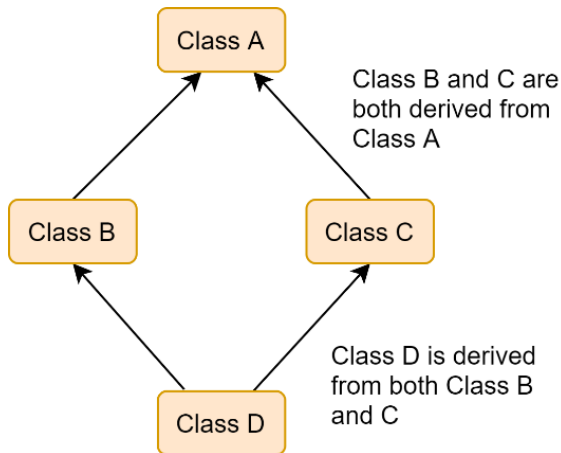 Class A
Class B and C are
both derived from
Class A
Class B
Class C
Class D is derived
from both Class B
and C
Class D